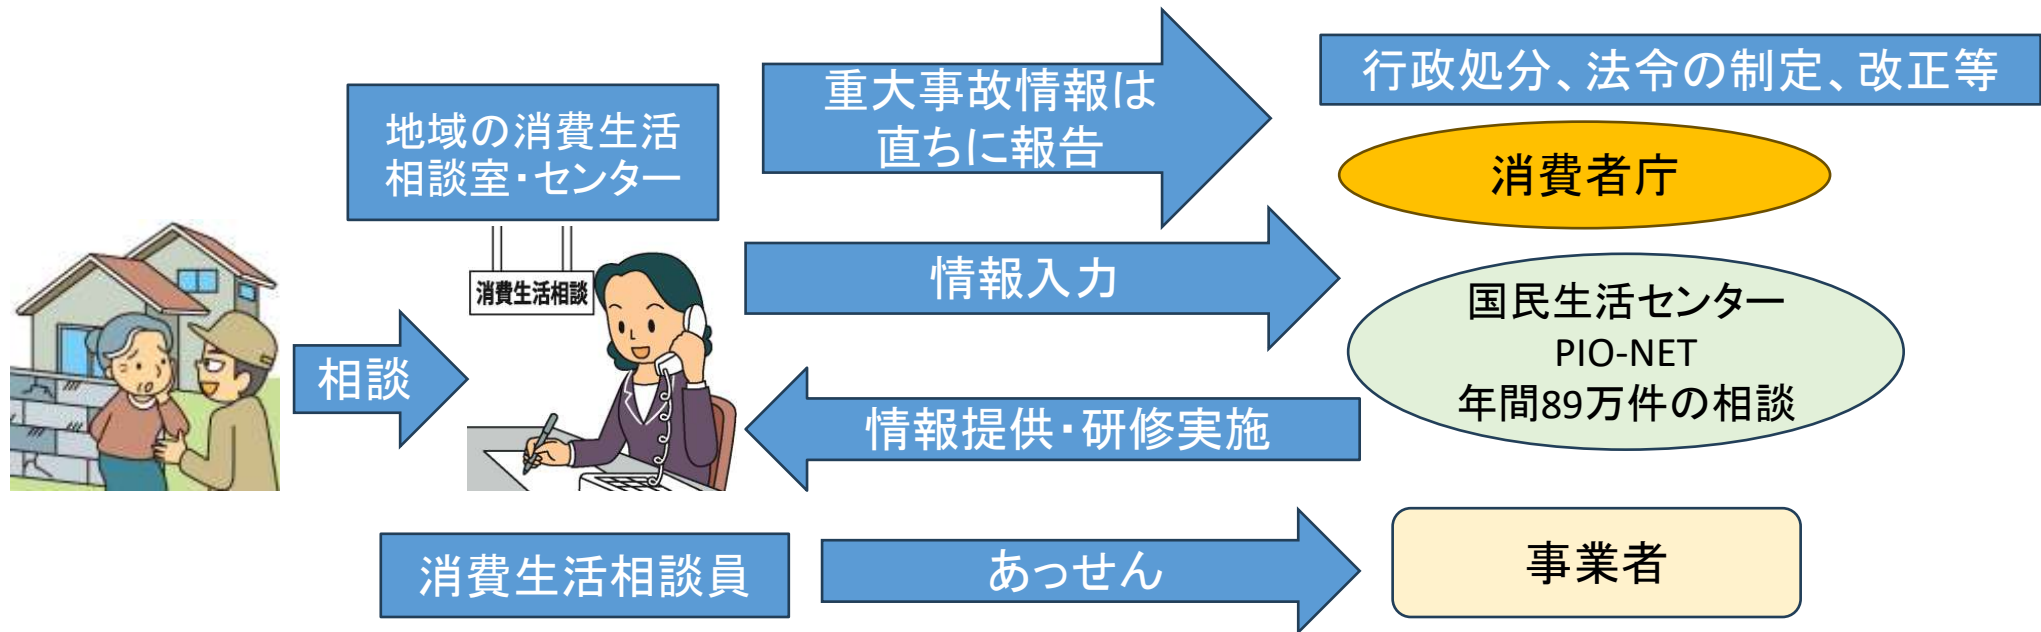 地域の消費生活
相談室・センター
重大事故情報は
直ちに報告
行政処分、法令の制定、改正等
消費者庁
消費生活相談
相談
情報入力
国民生活センター
PIO-NET
年間89万件の相談
情報提供・研修実施
消費生活相談員
あっせん
事業者